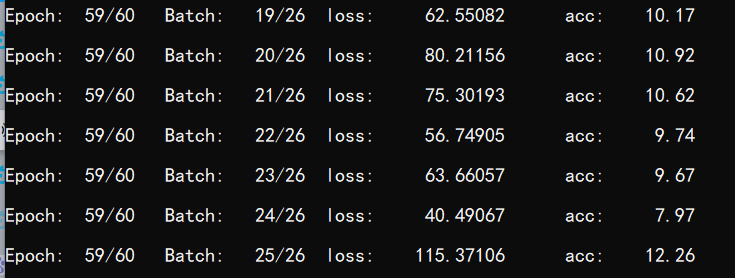 Epoch: 59/60 Batch: 19/26 loss: 62.55082 acc: 10.17
Epoch: 59/60 Batch: 20/26 loss: 80.21156 acc: 10.92
Epoch: 59/60 Batch: 21/26 loss: 75.30193 acc: 10.62
Epoch: 59/60 Batch: 22/26 loss: 56.74905 acc: 9.74
Epoch: 59/60 Batch: 23/26 loss: 63.66057 acc: 9.67
Epoch: 59/60 Batch: 24/26 loss: 40.49067 acc: 7.97
Epoch: 59/60 Batch: 25/26 loss: 115.37106 acc: 12.26